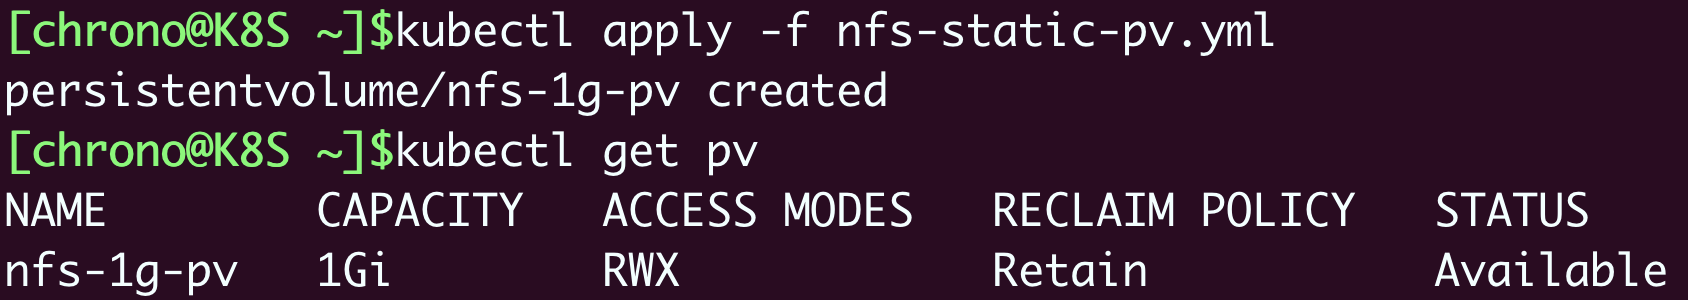 [chrono@K8S ~]$kubectl apply -f nfs-static-pv.yml
persistentvolume/nfs-1g-pv created
[chrono@K8S ~]$kubectl get pv
NAME        CAPACITY   ACCESS MODES   RECLAIM POLICY   STATUS
nfs-1g-pv   1Gi        RWX            Retain           Available